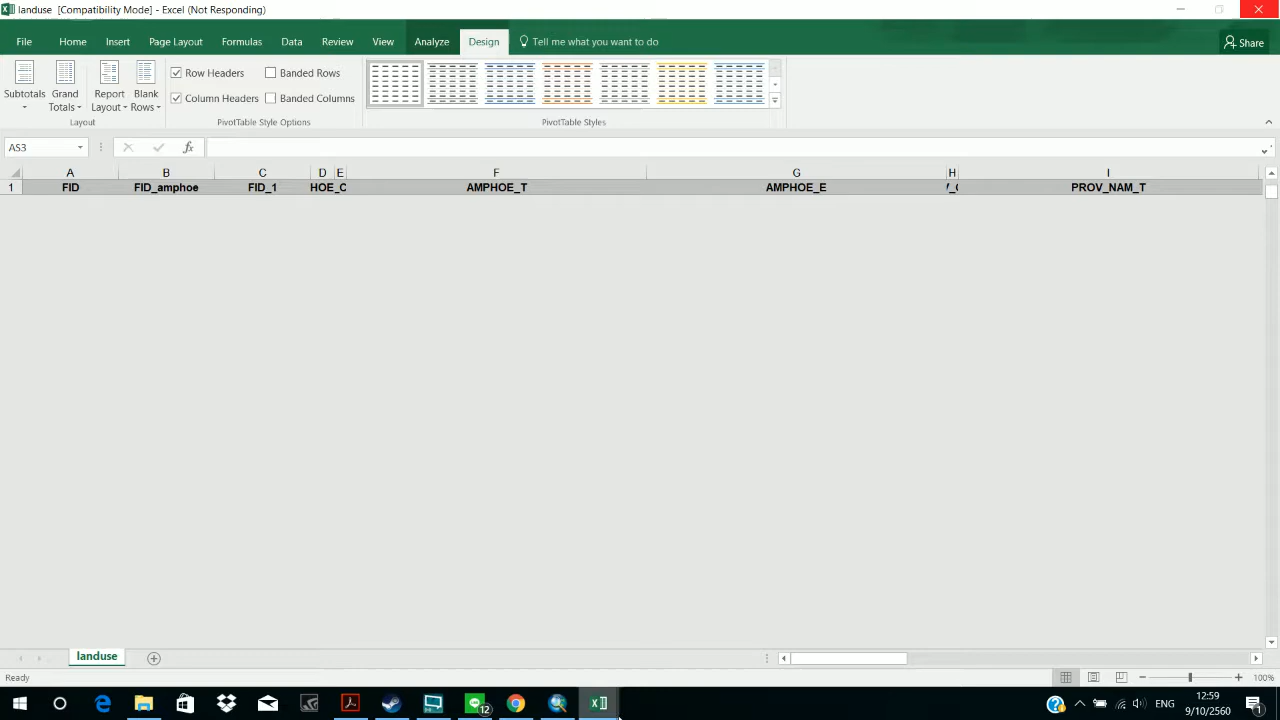 landuse [Compatibility Mode] - Excel (Not Responding)
File Home Insert Page Layout Formulas Data Review View Analyze Design Tell me what you want to do Share
Subtotals Grand Totals Report Layout Blank Rows
Row Headers Banded Rows
Column Headers Banded Columns
Layout PivotTable Style Options PivotTable Styles
AS3 fx
A B C D E F G H I
1 FID FID_amphoe FID_1 HOE_C AMPHOE_T AMPHOE_E PROV_NAM_T
landuse
Ready 100%
12 ENG 12:59
9/10/2560 1